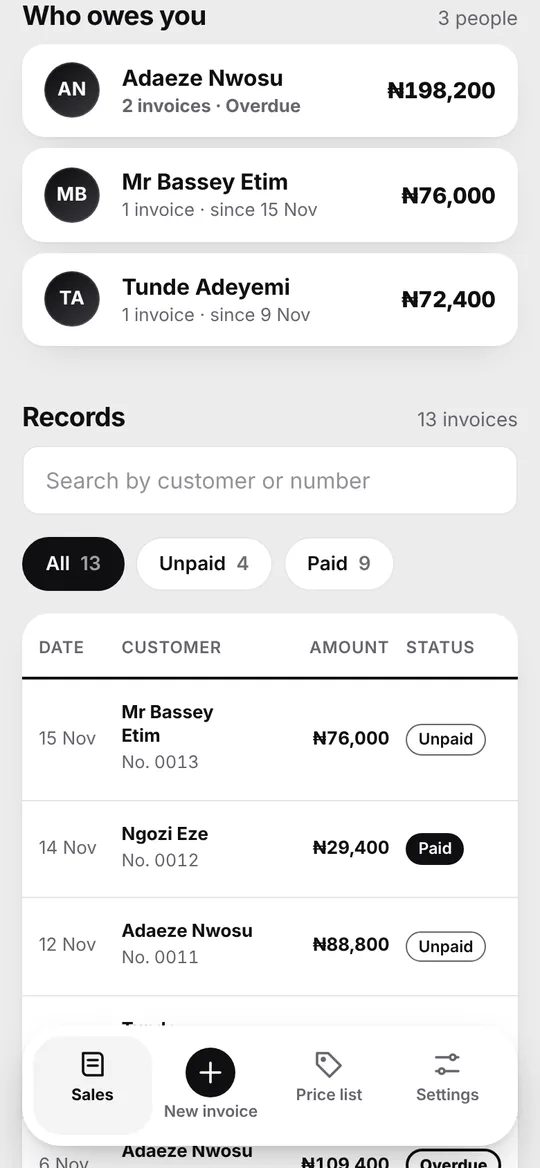 Who owes you
3 people
AN
Adaeze Nwosu
₦198,200
2 invoices · Overdue
MB
Mr Bassey Etim
₦76,000
1 invoice · since 15 Nov
TA
Tunde Adeyemi
₦72,400
1 invoice · since 9 Nov
Records
13 invoices
Search by customer or number
All 13
Unpaid 4
Paid 9
DATE CUSTOMER AMOUNT STATUS
15 Nov
Mr Bassey
Etim
No. 0013
₦76,000
Unpaid
14 Nov
Ngozi Eze
No. 0012
₦29,400
Paid
12 Nov
Adaeze Nwosu
No. 0011
₦88,800
Unpaid
Sales
New invoice
Price list
Settings
6 Nov
Adaeze Nwosu
₦109,400
Overdue